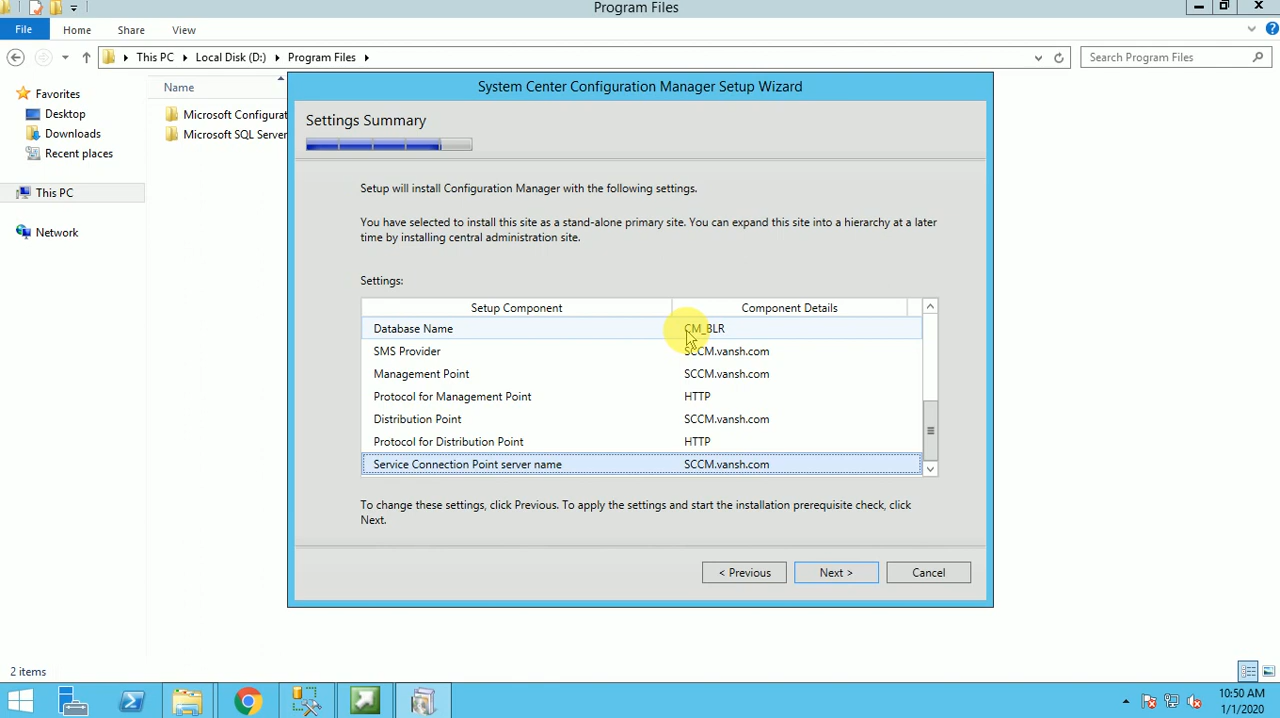 Program Files
File Home Share View
This PC Local Disk (D:) Program Files
Search Program Files
Favorites
Desktop
Downloads
Recent places
This PC
Network
Name
Microsoft Configurat
Microsoft SQL Server
System Center Configuration Manager Setup Wizard
Settings Summary
Setup will install Configuration Manager with the following settings.
You have selected to install this site as a stand-alone primary site. You can expand this site into a hierarchy at a later
time by installing central administration site.
Settings:
Setup Component Component Details
Database Name CM_BLR
SMS Provider SCCM.vansh.com
Management Point SCCM.vansh.com
Protocol for Management Point HTTP
Distribution Point SCCM.vansh.com
Protocol for Distribution Point HTTP
Service Connection Point server name SCCM.vansh.com
To change these settings, click Previous. To apply the settings and start the installation prerequisite check, click
Next.
< Previous Next > Cancel
2 items
10:50 AM
1/1/2020